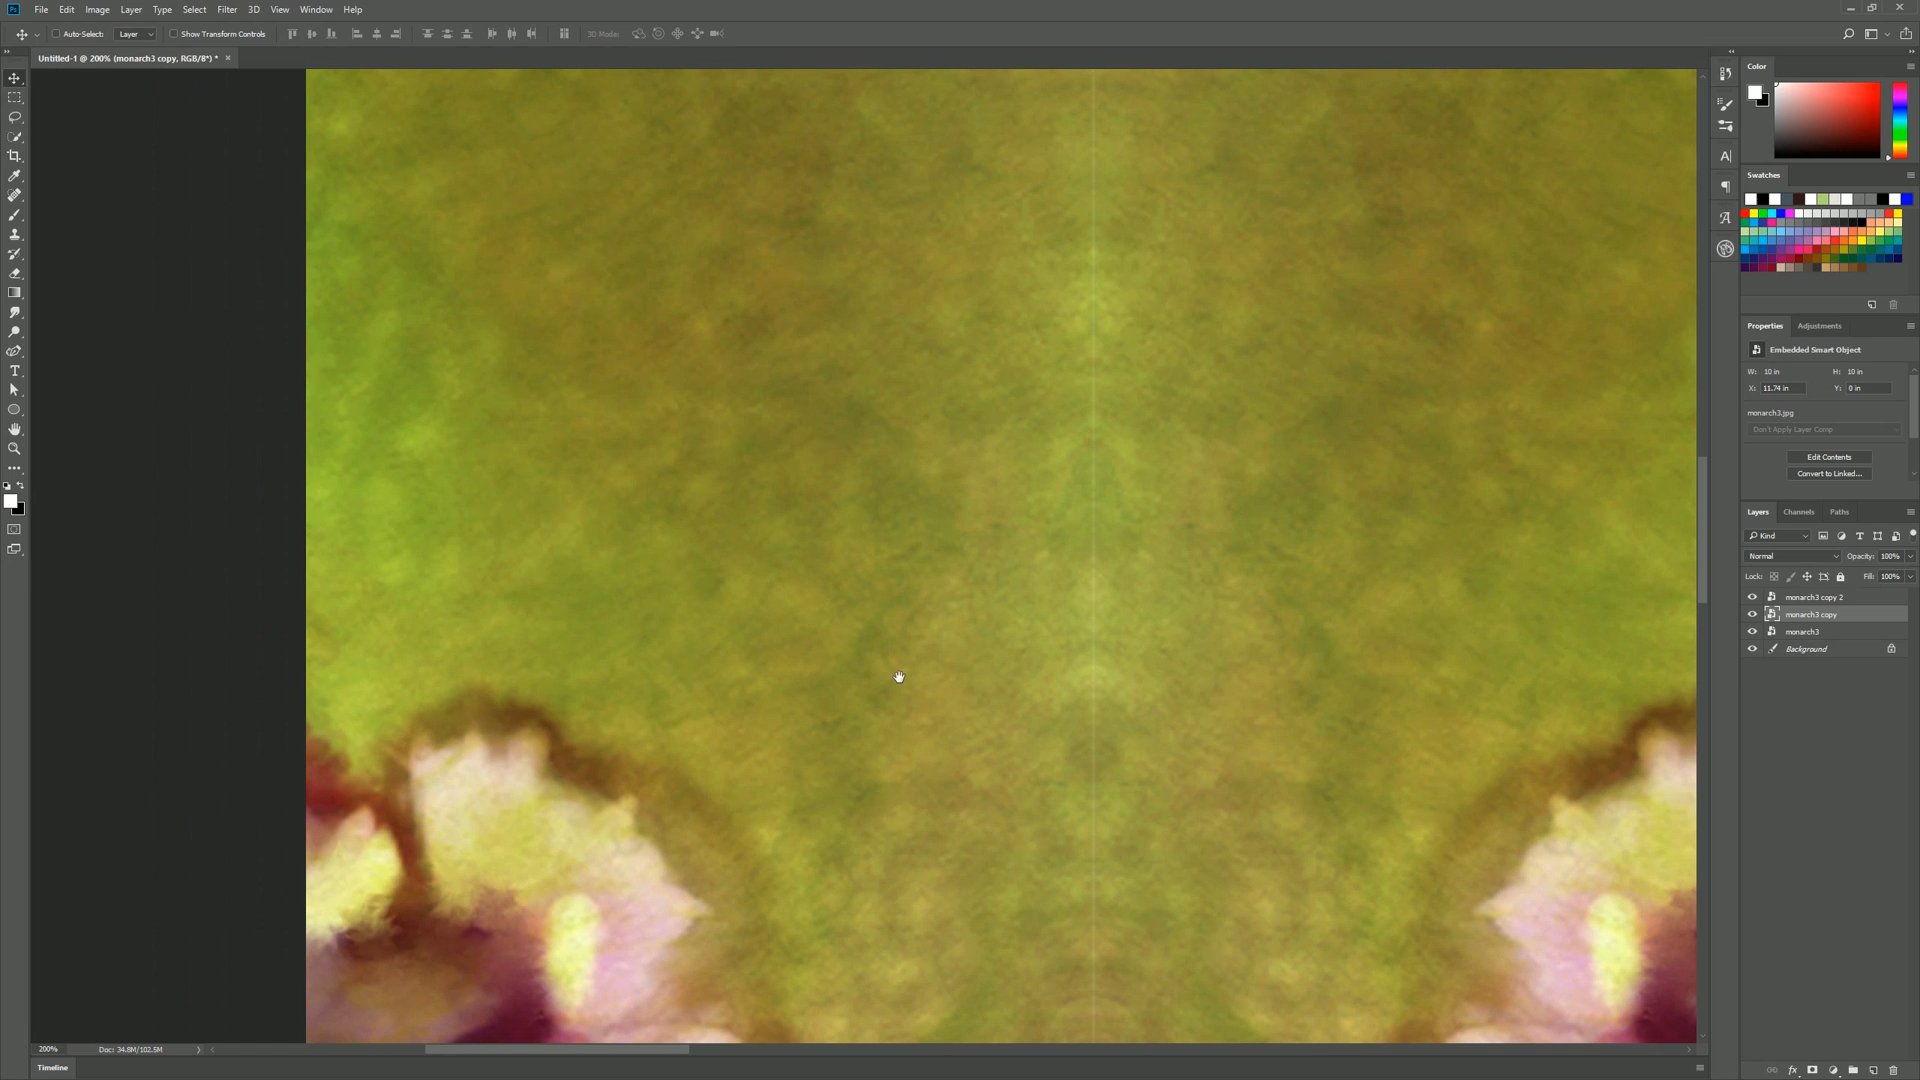 Ps File Edit Image Layer Type Select Filter 3D View Window Help
Auto-Select: Layer Show Transform Controls 3D Mode:
Untitled-1 @ 200% (monarch3 copy, RGB/8*) * ×
Color
Swatches
Properties Adjustments
Embedded Smart Object
W: 10 in H: 10 in
X: 11.74 in Y: 0 in
monarch3.jpg
Don't Apply Layer Comp
Edit Contents
Convert to Linked...
Layers Channels Paths
Kind
Normal Opacity: 100%
Lock: Fill: 100%
monarch3 copy 2
monarch3 copy
monarch3
Background
200% Doc: 34.8M/102.5M
Timeline